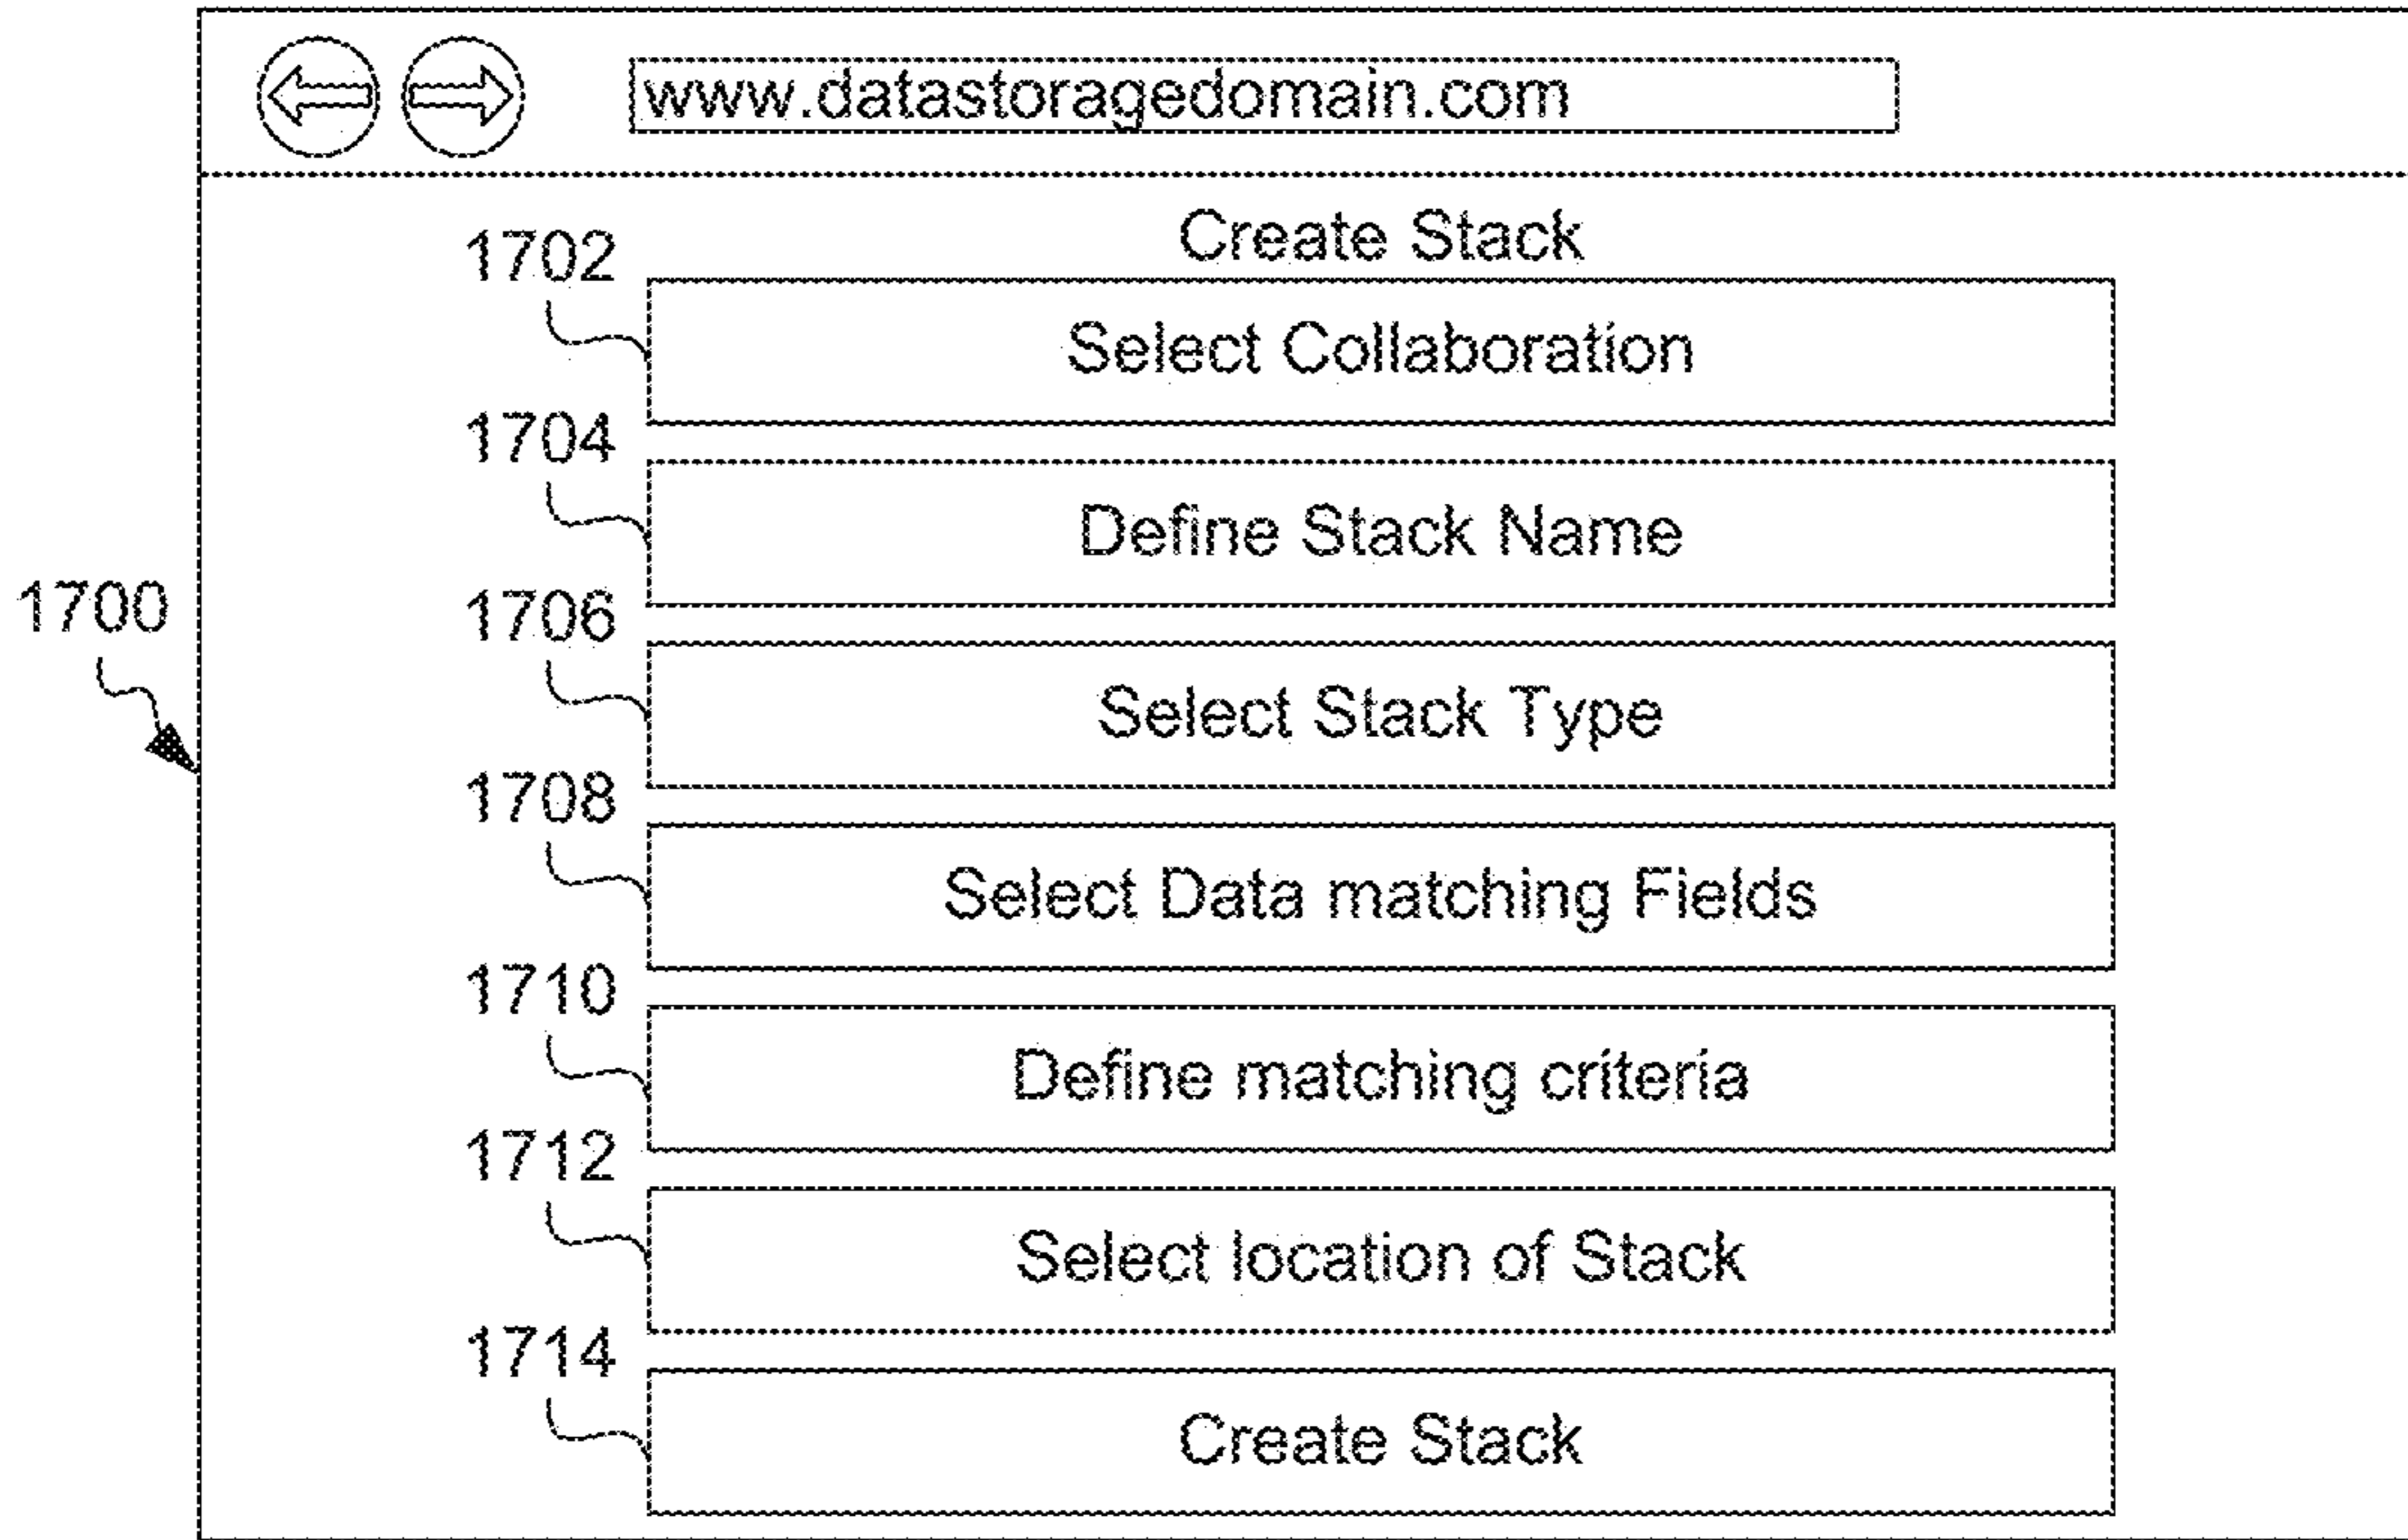 www.datastoragedomain.com
Create Stack
1702
Select Collaboration
1704
Define Stack Name
1700
1706
Select Stack Type
1708
Select Data matching Fields
1710
Define matching criteria
1712
Select location of Stack
1714
Create Stack